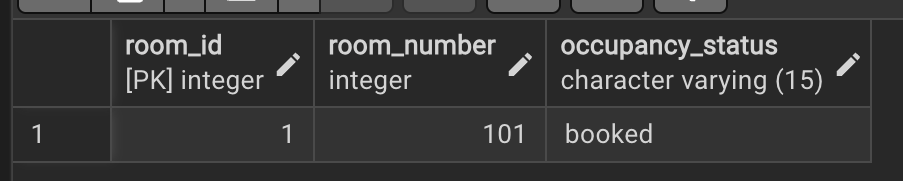 room_id room_number occupancy_status
[PK] integer integer character varying (15)
1 1 101 booked